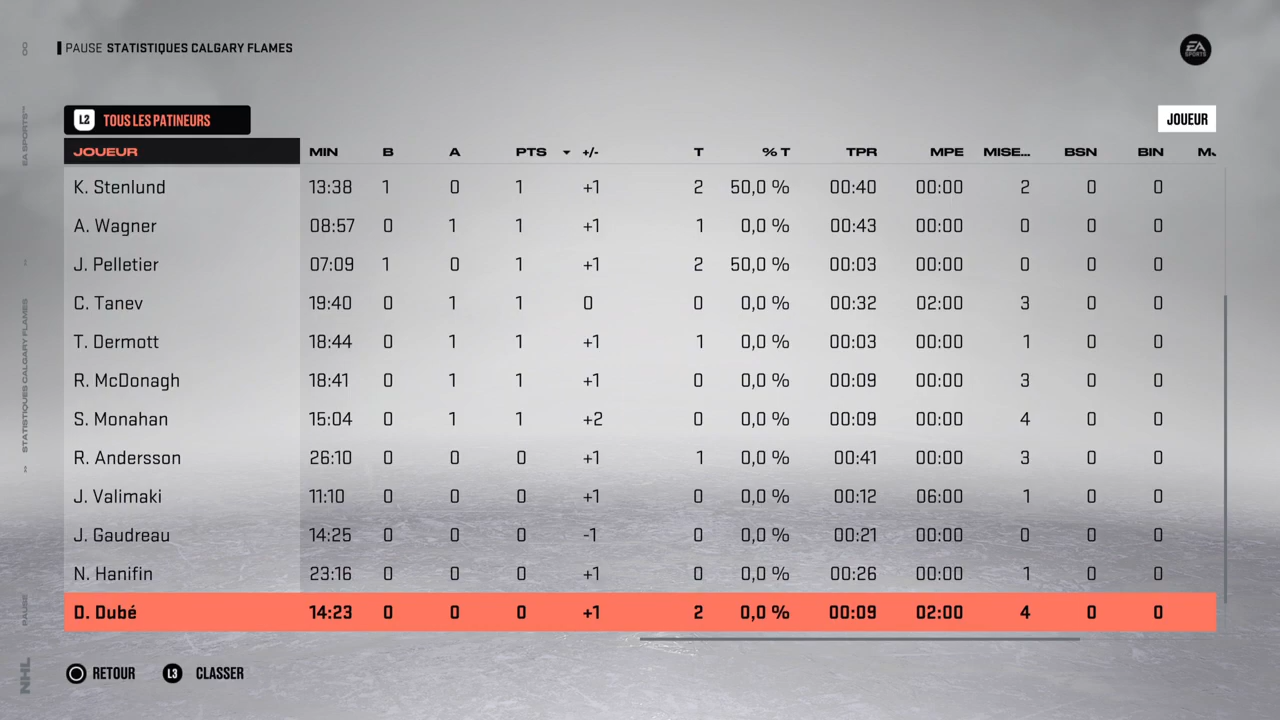 PAUSE STATISTIQUES CALGARY FLAMES
EA SPORTS
L2 TOUS LES PATINEURS
JOUEUR
JOUEUR MIN B A PTS +/- T % T TPR MPE MISE... BSN BIN
K. Stenlund 13:38 1 0 1 +1 2 50,0 % 00:40 00:00 2 0 0
A. Wagner 08:57 0 1 1 +1 1 0,0 % 00:43 00:00 0 0 0
J. Pelletier 07:09 1 0 1 +1 2 50,0 % 00:03 00:00 0 0 0
C. Tanev 19:40 0 1 1 0 0 0,0 % 00:32 02:00 3 0 0
T. Dermott 18:44 0 1 1 +1 1 0,0 % 00:03 00:00 1 0 0
R. McDonagh 18:41 0 1 1 +1 0 0,0 % 00:09 00:00 3 0 0
S. Monahan 15:04 0 1 1 +2 0 0,0 % 00:09 00:00 4 0 0
R. Andersson 26:10 0 0 0 +1 1 0,0 % 00:41 00:00 3 0 0
J. Valimaki 11:10 0 0 0 +1 0 0,0 % 00:12 06:00 1 0 0
J. Gaudreau 14:25 0 0 0 -1 0 0,0 % 00:21 00:00 0 0 0
N. Hanifin 23:16 0 0 0 +1 0 0,0 % 00:26 00:00 1 0 0
D. Dubé 14:23 0 0 0 +1 2 0,0 % 00:09 02:00 4 0 0
RETOUR L3 CLASSER
NHL
PAUSE
STATISTIQUES CALGARY FLAMES
EA SPORTS™